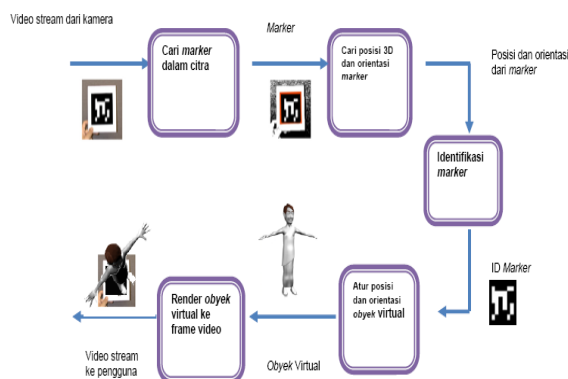 Video stream dari kamera
Cari marker
dalam citra
Marker
Cari posisi 3D
dan orientasi
marker
Posisi dan orientasi
dari marker
Identifikasi
marker
ID Marker
Atur posisi
dan orientasi
obyek virtual
Obyek Virtual
Render obyek
virtual ke
frame video
Video stream
ke pengguna